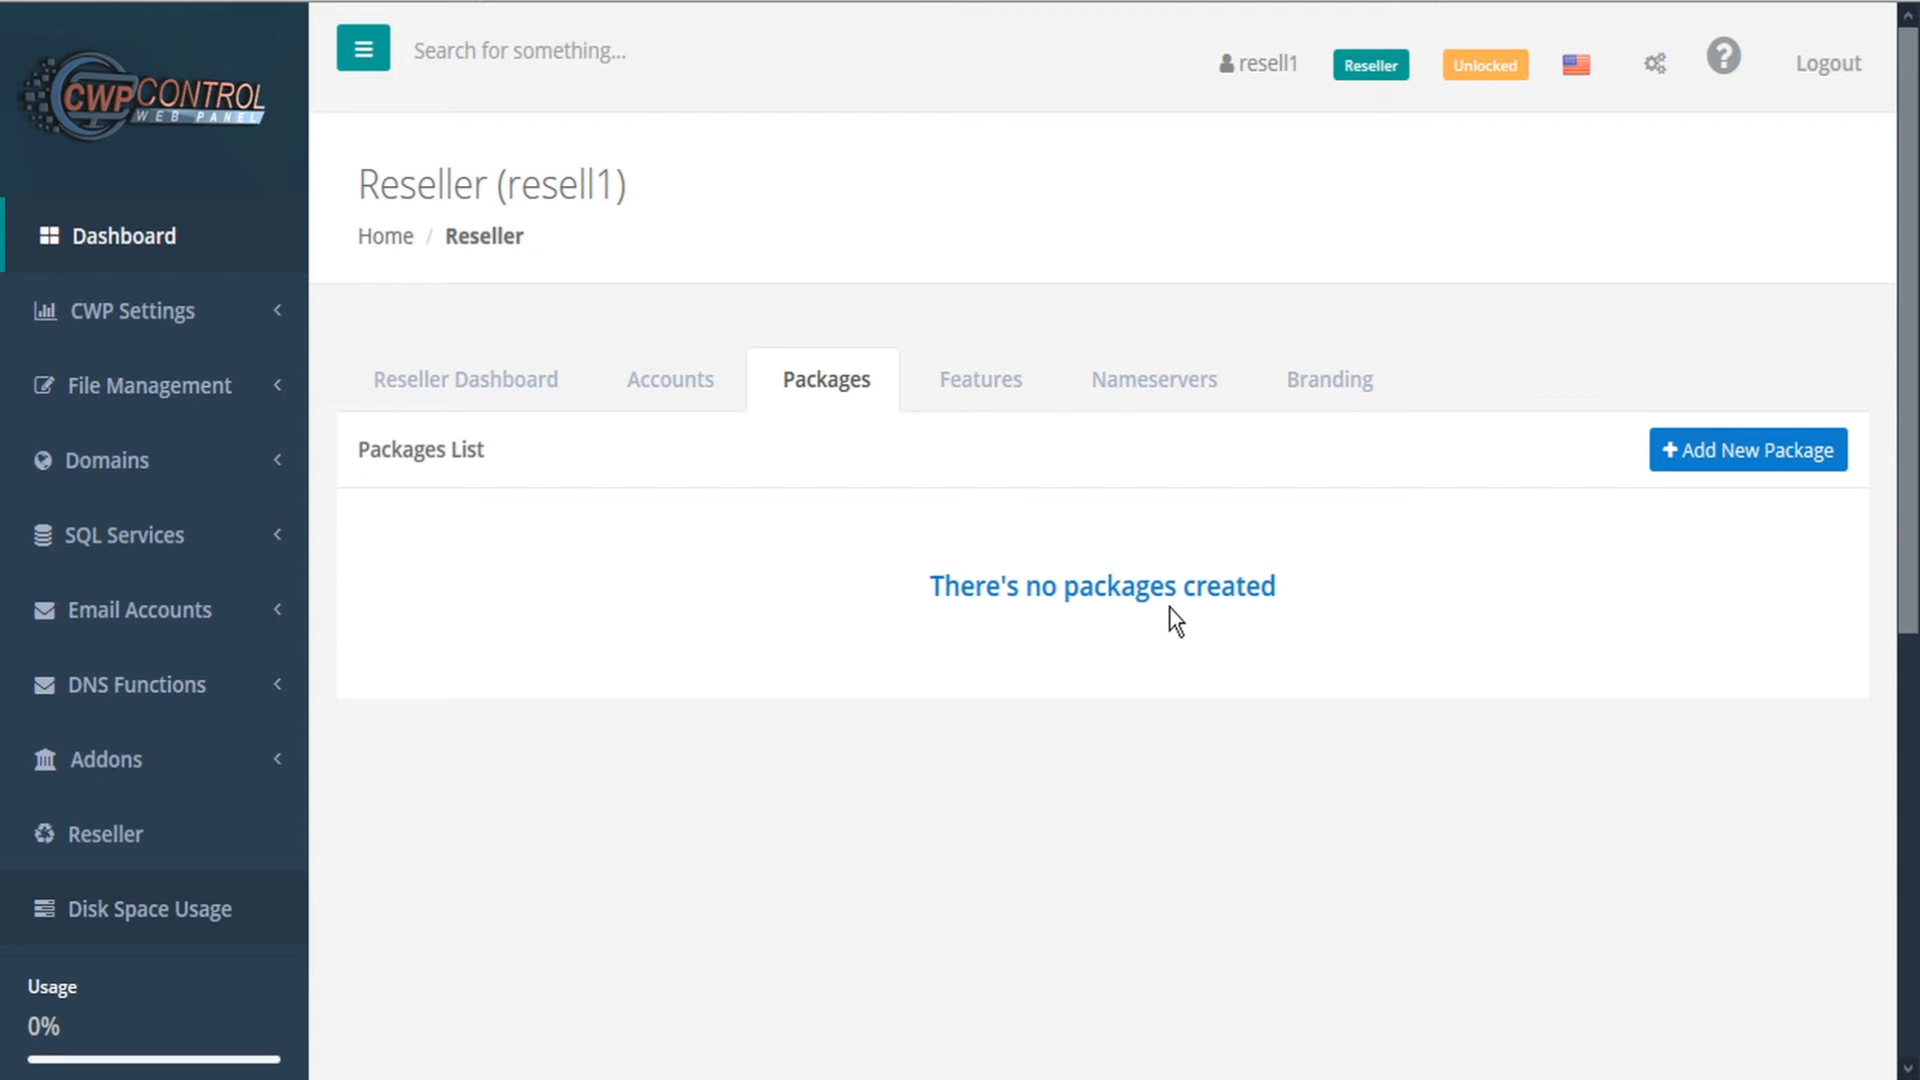 CWP CONTROL
WEB PANEL
Search for something...
resell1
Reseller
Unlocked
Logout
Reseller (resell1)
Home / Reseller
Dashboard
CWP Settings
File Management
Domains
SQL Services
Email Accounts
DNS Functions
Addons
Reseller
Disk Space Usage
Usage
0%
Reseller Dashboard
Accounts
Packages
Features
Nameservers
Branding
Packages List
Add New Package
There's no packages created